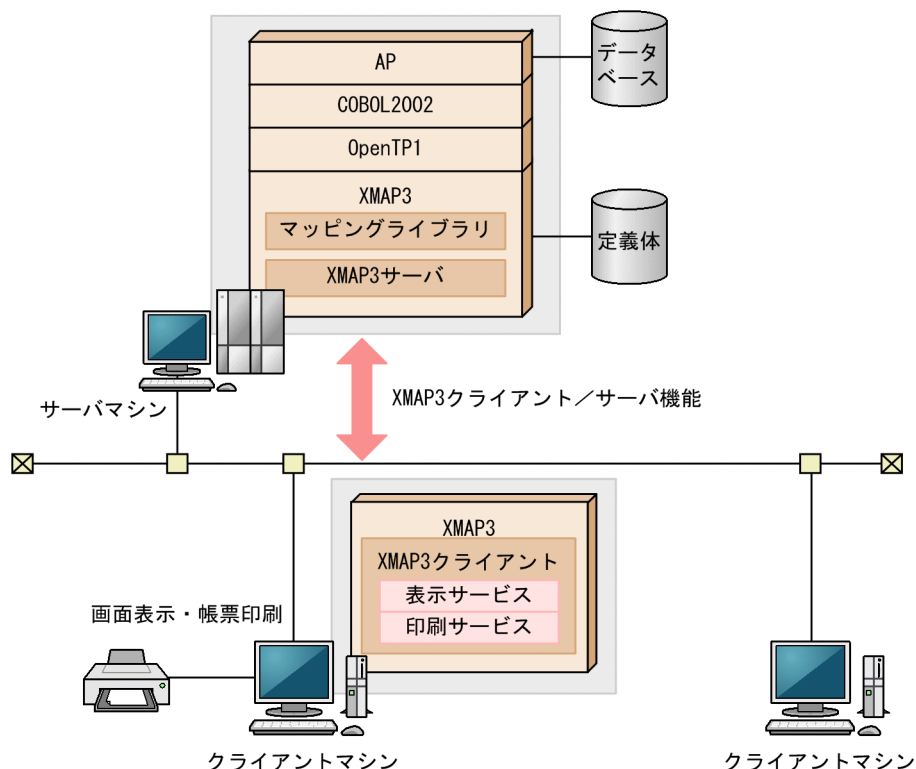 AP
データ
ベース
COBOL2002
OpenTP1
XMAP3
マッピングライブラリ
定義体
XMAP3サーバ
XMAP3クライアント/サーバ機能
サーバマシン
XMAP3
XMAP3クライアント
表示サービス
印刷サービス
画面表示・帳票印刷
クライアントマシン
クライアントマシン